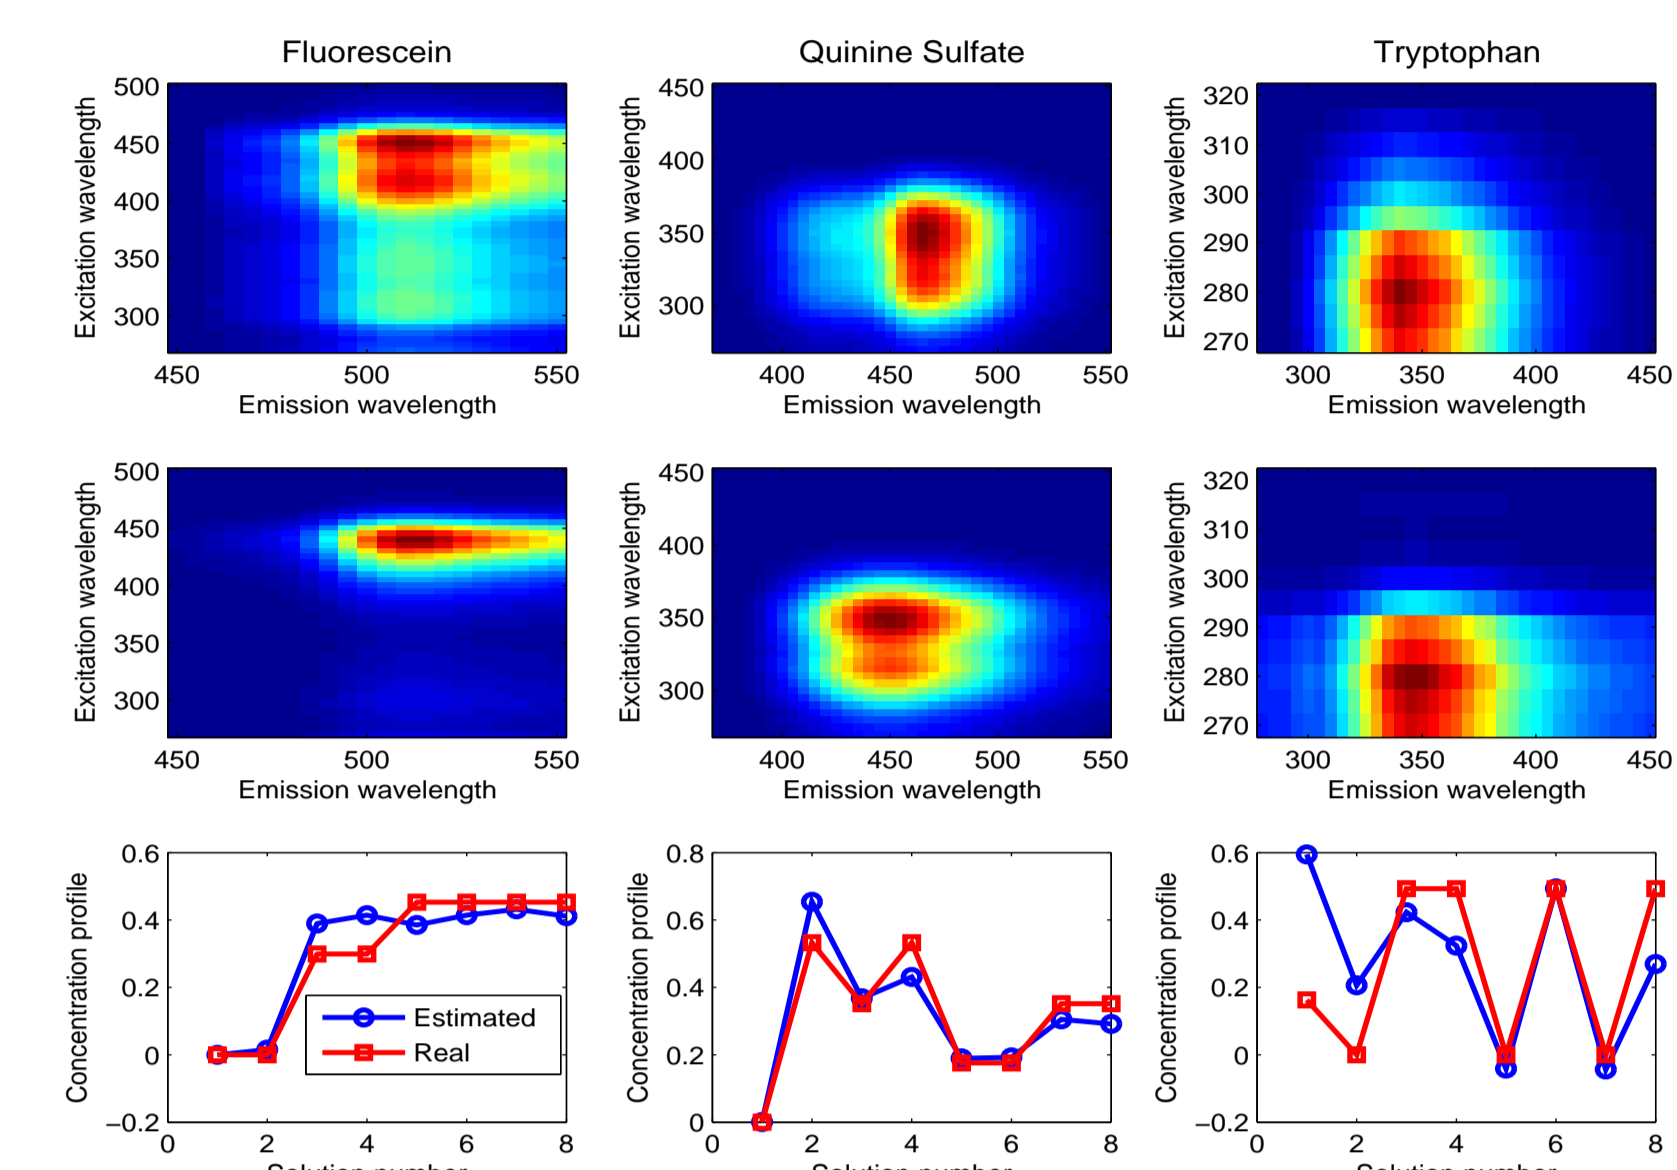 Fluorescein Quinine Sulfate Tryptophan
Excitation wavelength
500
450
400
350
300
450 500 550
Emission wavelength
Excitation wavelength
450
400
350
300
400 450 500 550
Emission wavelength
Excitation wavelength
320
310
300
290
280
270
300 350 400 450
Emission wavelength
Excitation wavelength
500
450
400
350
300
450 500 550
Emission wavelength
Excitation wavelength
450
400
350
300
400 450 500 550
Emission wavelength
Excitation wavelength
320
310
300
290
280
270
300 350 400 450
Emission wavelength
Concentration profile
0.6
0.4
0.2
0
−0.2
Estimated
Real
0 2 4 6 8
Solution number
Concentration profile
0.8
0.6
0.4
0.2
0
0 2 4 6 8
Solution number
Concentration profile
0.6
0.4
0.2
0
−0.2
0 2 4 6 8
Solution number